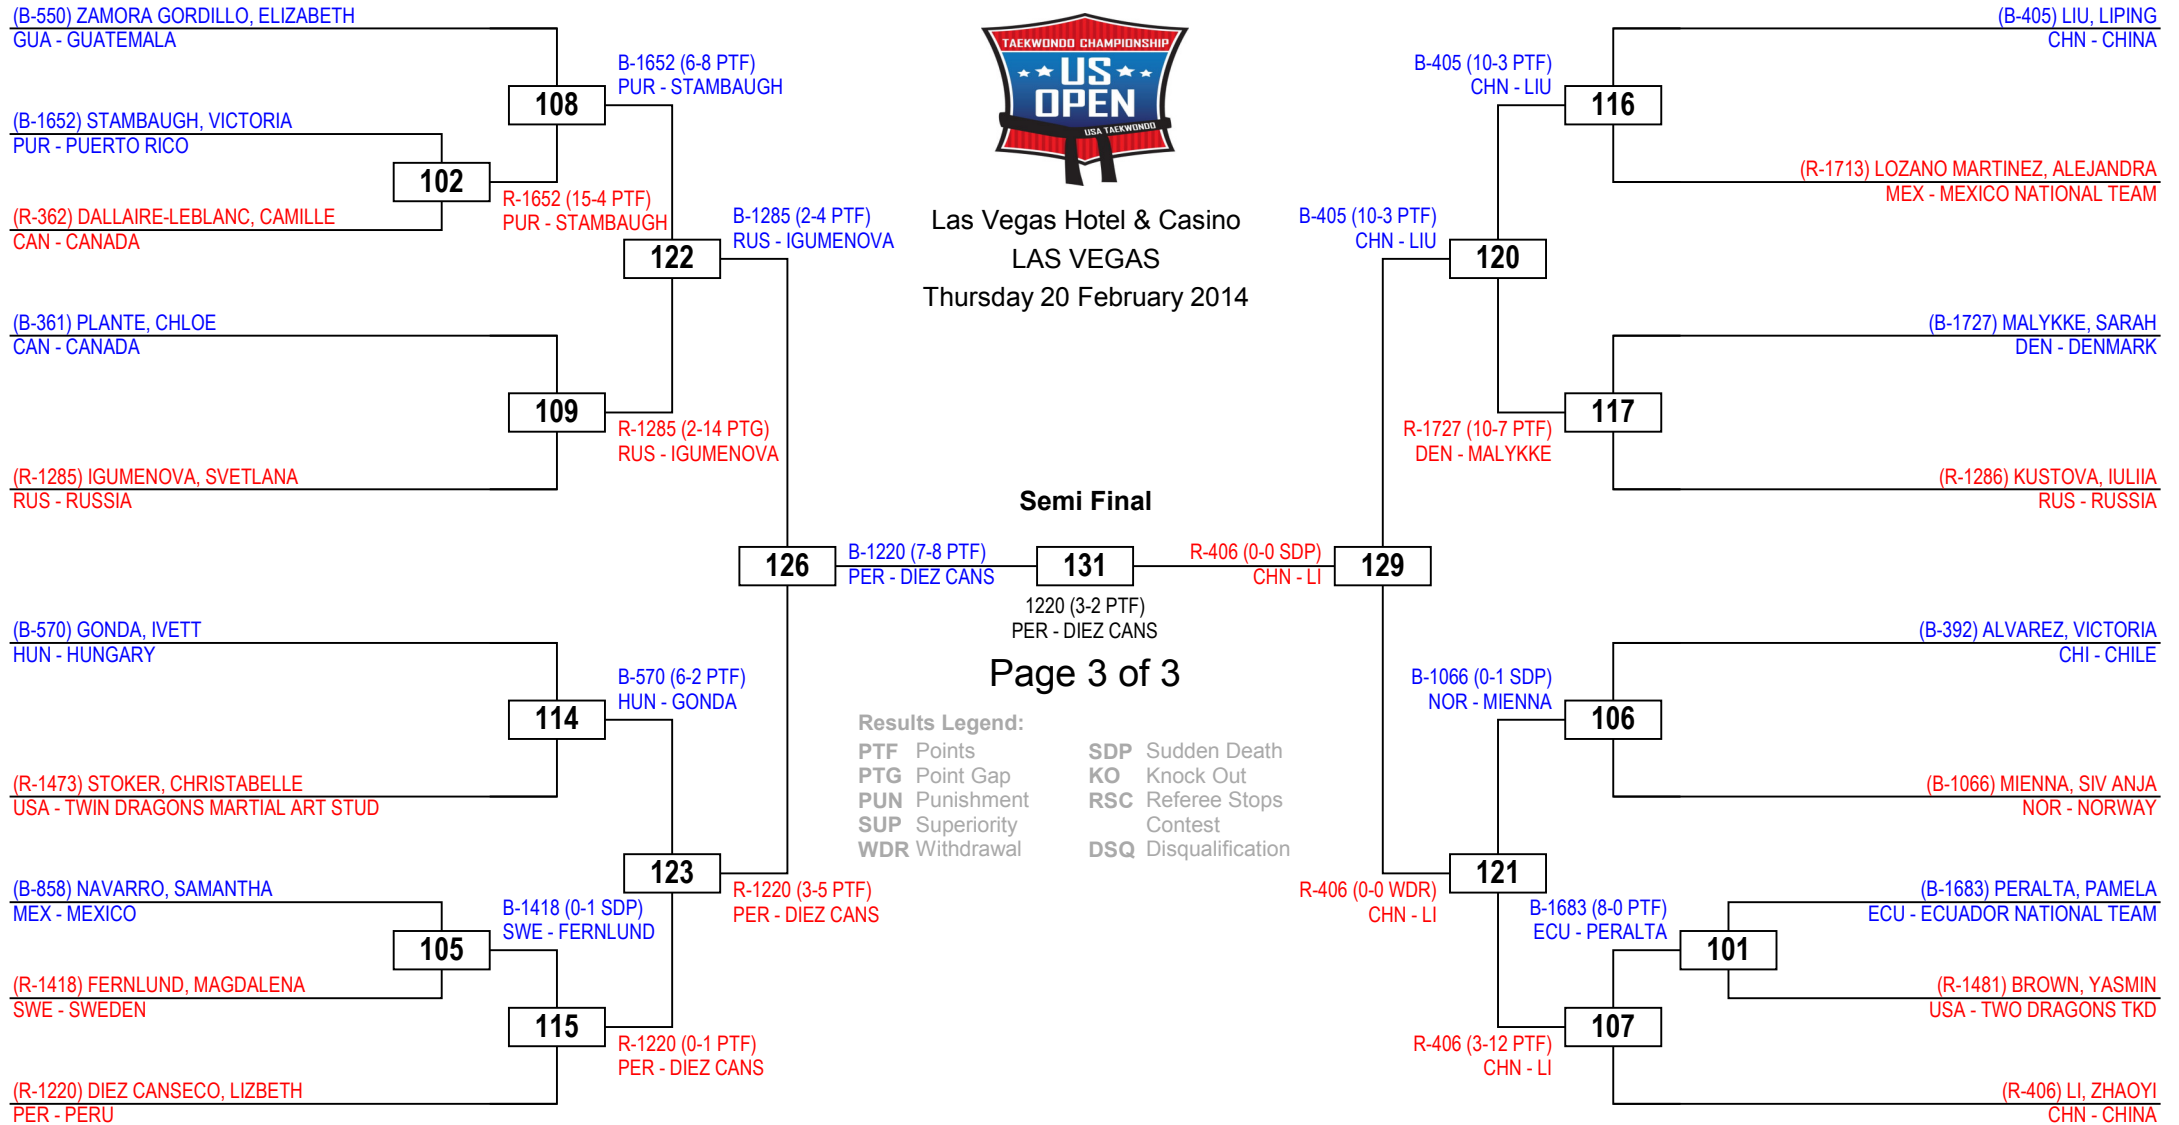 (B-550) ZAMORA GORDILLO, ELIZABETH
GUA - GUATEMALA
(B-1652) STAMBAUGH, VICTORIA
PUR - PUERTO RICO
102
(R-362) DALLAIRE-LEBLANC, CAMILLE
CAN - CANADA
108
R-1652 (15-4 PTF)
PUR - STAMBAUGH
B-1652 (6-8 PTF)
PUR - STAMBAUGH
122
(B-361) PLANTE, CHLOE
CAN - CANADA
109
(R-1285) IGUMENOVA, SVETLANA
RUS - RUSSIA
R-1285 (2-14 PTG)
RUS - IGUMENOVA
B-1285 (2-4 PTF)
RUS - IGUMENOVA
126
(B-570) GONDA, IVETT
HUN - HUNGARY
114
(R-1473) STOKER, CHRISTABELLE
USA - TWIN DRAGONS MARTIAL ART STUD
B-570 (6-2 PTF)
HUN - GONDA
123
(B-858) NAVARRO, SAMANTHA
MEX - MEXICO
105
(R-1418) FERNLUND, MAGDALENA
SWE - SWEDEN
B-1418 (0-1 SDP)
SWE - FERNLUND
115
(R-1220) DIEZ CANSECO, LIZBETH
PER - PERU
R-1220 (0-1 PTF)
PER - DIEZ CANS
R-1220 (3-5 PTF)
PER - DIEZ CANS
TAEKWONDO CHAMPIONSHIP
US
OPEN
USA TAEKWONDO
Las Vegas Hotel & Casino
LAS VEGAS
Thursday 20 February 2014
Semi Final
B-1220 (7-8 PTF)
PER - DIEZ CANS
131
R-406 (0-0 SDP)
CHN - LI
1220 (3-2 PTF)
PER - DIEZ CANS
Page 3 of 3
Results Legend:
PTF Points
PTG Point Gap
PUN Punishment
SUP Superiority
WDR Withdrawal
SDP Sudden Death
KO Knock Out
RSC Referee Stops
Contest
DSQ Disqualification
(B-405) LIU, LIPING
CHN - CHINA
116
(R-1713) LOZANO MARTINEZ, ALEJANDRA
MEX - MEXICO NATIONAL TEAM
B-405 (10-3 PTF)
CHN - LIU
120
(B-1727) MALYKKE, SARAH
DEN - DENMARK
117
(R-1286) KUSTOVA, IULIIA
RUS - RUSSIA
R-1727 (10-7 PTF)
DEN - MALYKKE
B-405 (10-3 PTF)
CHN - LIU
129
(B-392) ALVAREZ, VICTORIA
CHI - CHILE
106
(B-1066) MIENNA, SIV ANJA
NOR - NORWAY
B-1066 (0-1 SDP)
NOR - MIENNA
121
(B-1683) PERALTA, PAMELA
ECU - ECUADOR NATIONAL TEAM
101
(R-1481) BROWN, YASMIN
USA - TWO DRAGONS TKD
B-1683 (8-0 PTF)
ECU - PERALTA
107
(R-406) LI, ZHAOYI
CHN - CHINA
R-406 (3-12 PTF)
CHN - LI
R-406 (0-0 WDR)
CHN - LI